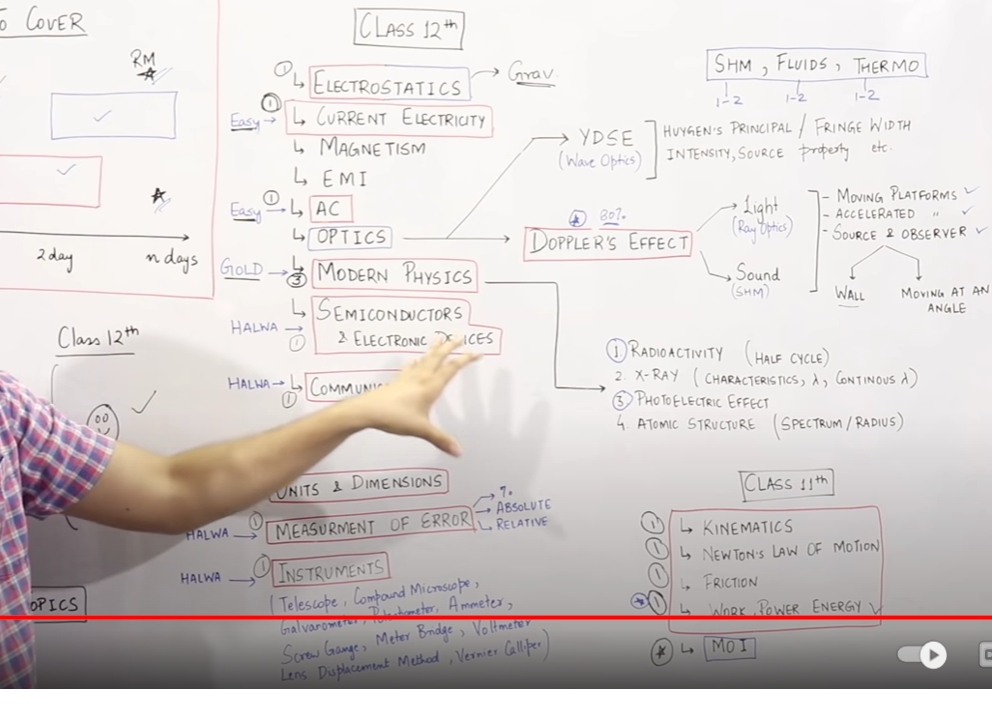 O COVER
RM
2 day
n days
CLASS 12th
① ↳ ELECTROSTATICS → Grav.
Easy → ① ↳ CURRENT ELECTRICITY
↳ MAGNETISM
↳ EMI
Easy → ① ↳ AC
↳ OPTICS
GOLD → ③ ↳ MODERN PHYSICS
HALWA → ① ↳ SEMICONDUCTORS
& ELECTRONIC DEVICES
HALWA → ① ↳ COMMUN
YDSE
(Wave Optics)
HUYGEN'S PRINCIPAL / FRINGE WIDTH
INTENSITY, SOURCE property etc.
80%
DOPPLER'S EFFECT
Light
(Ray Optics)
Sound
(SHM)
- MOVING PLATFORMS ✓
- ACCELERATED " ✓
- SOURCE & OBSERVER ✓
WALL
MOVING AT AN
ANGLE
SHM, FLUIDS, THERMO
1-2 1-2 1-2
① RADIOACTIVITY (HALF CYCLE)
2. X-RAY (CHARACTERISTICS, λ, CONTINOUS λ)
③ PHOTOELECTRIC EFFECT
4. ATOMIC STRUCTURE (SPECTRUM / RADIUS)
Class 12th
OPICS
UNITS & DIMENSIONS
HALWA → ① MEASURMENT OF ERROR
%
ABSOLUTE
RELATIVE
HALWA → ① INSTRUMENTS
(Telescope, Compound Microscope,
Galvanometer, Ammeter,
Screw Gauge, Meter Bridge, Voltmeter
Lens Displacement Method, Vernier Calliper)
CLASS 11th
① ↳ KINEMATICS
① ↳ NEWTON'S LAW OF MOTION
① ↳ FRICTION
① ↳ WORK, POWER ENERGY
↳ MOI